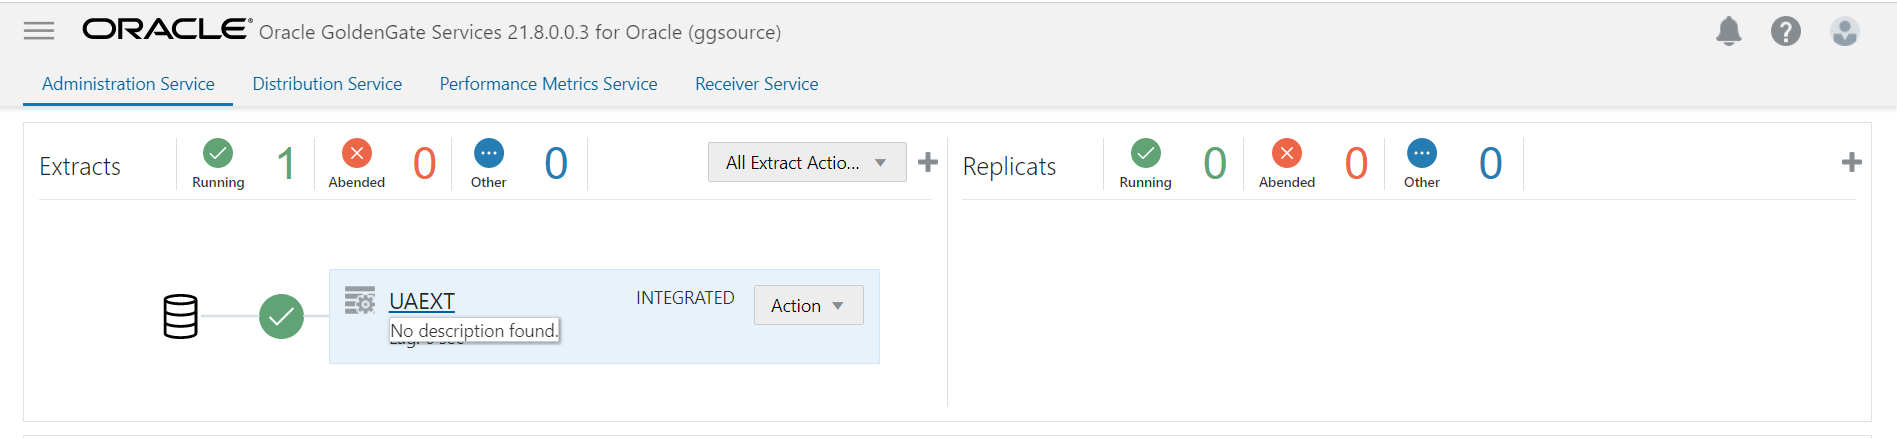 ORACLE® Oracle GoldenGate Services 21.8.0.0.3 for Oracle (ggsource)
Administration Service Distribution Service Performance Metrics Service Receiver Service
Extracts Running 1 Abended 0 Other 0 All Extract Actio... Replicats Running 0 Abended 0 Other 0
UAEXT INTEGRATED Action
No description found.